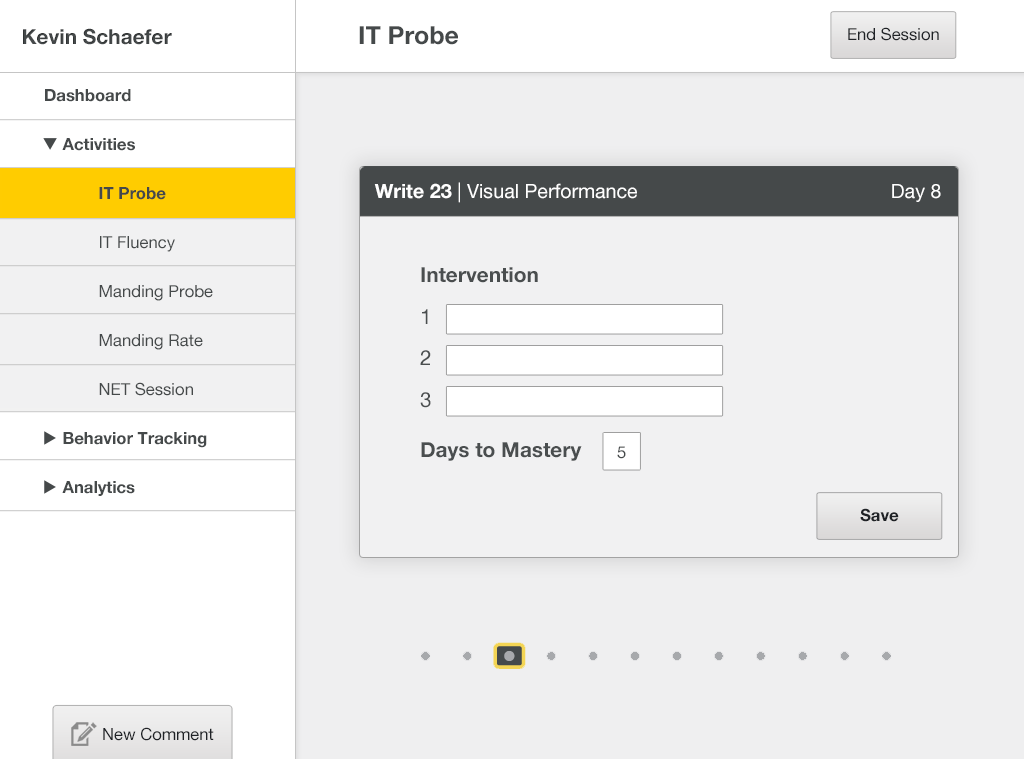 Kevin Schaefer
IT Probe
End Session
Dashboard
Activities
IT Probe
IT Fluency
Manding Probe
Manding Rate
NET Session
Behavior Tracking
Analytics
New Comment
Write 23 | Visual Performance
Day 8
Intervention
1
2
3
Days to Mastery 5
Save